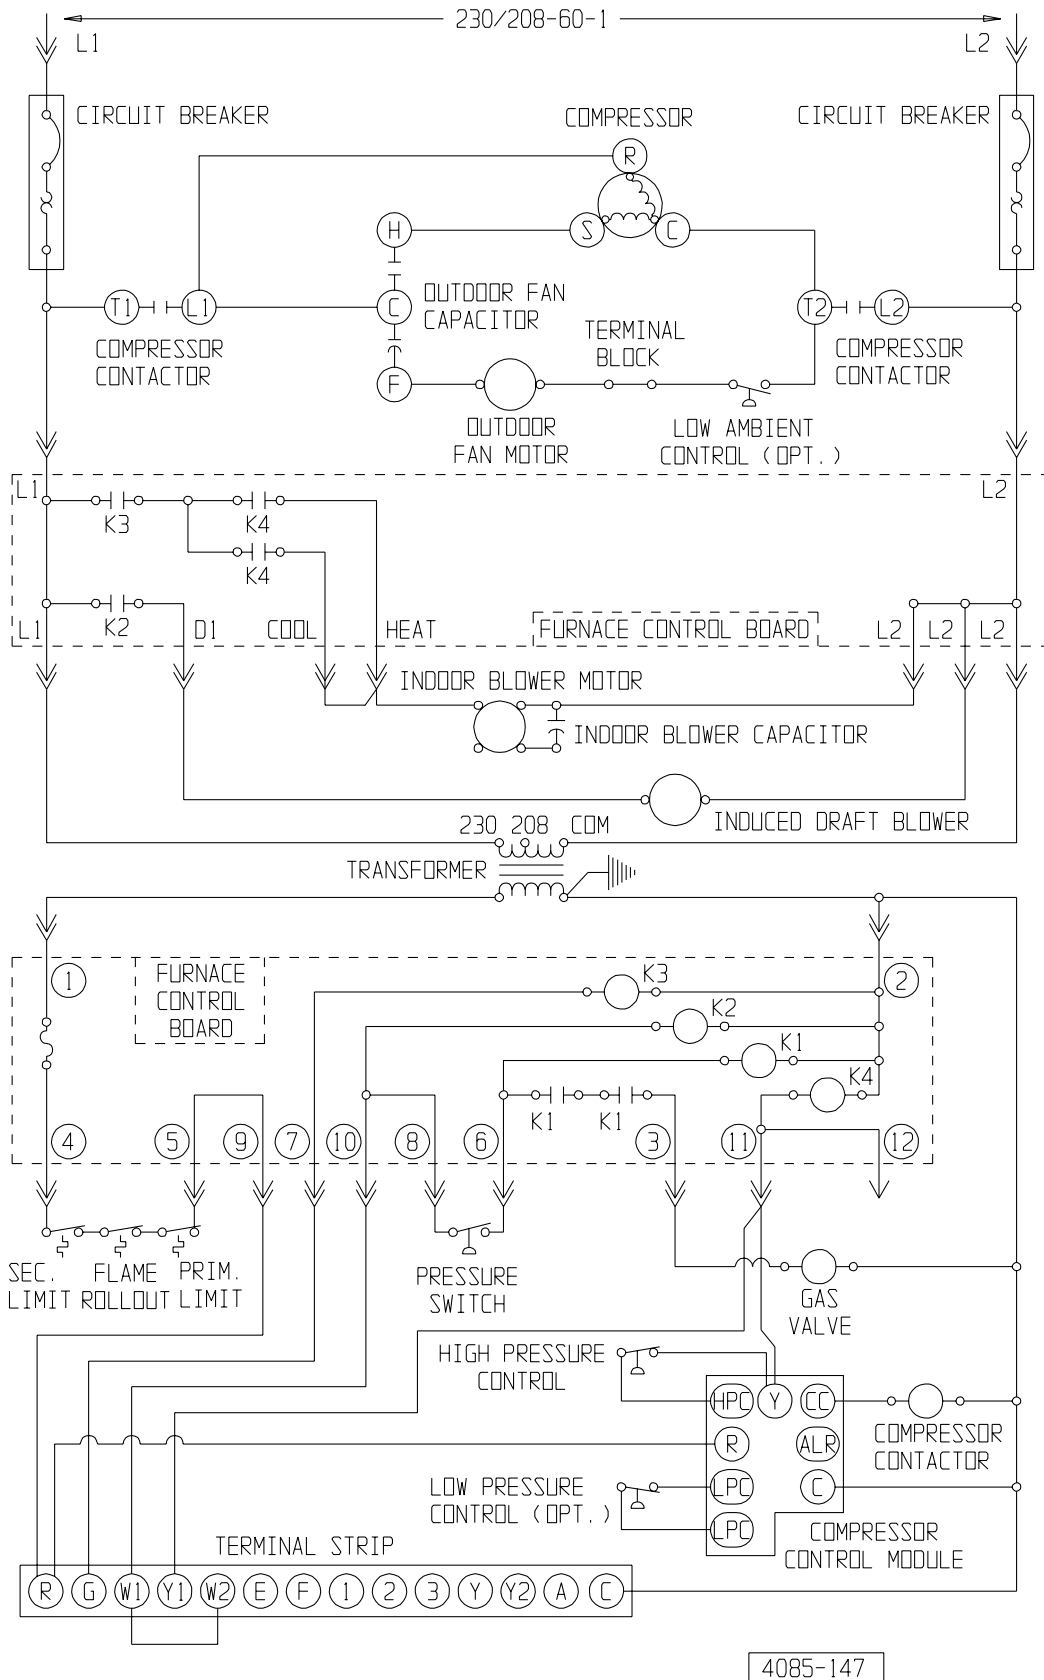 230/208-60-1
L1
L2
CIRCUIT BREAKER
COMPRESSOR
CIRCUIT BREAKER
R
H
S
C
T1
L1
C
OUTDOOR FAN
CAPACITOR
TERMINAL
BLOCK
T2
L2
COMPRESSOR
CONTACTOR
COMPRESSOR
CONTACTOR
F
OUTDOOR
FAN MOTOR
LOW AMBIENT
CONTROL (OPT.)
L1
L2
K3
K4
K4
K2
L1
D1
COOL
HEAT
FURNACE CONTROL BOARD
L2
L2
L2
INDOOR BLOWER MOTOR
INDOOR BLOWER CAPACITOR
INDUCED DRAFT BLOWER
230 208 COM
TRANSFORMER
1
FURNACE
CONTROL
BOARD
K3
2
K2
K1
K4
K1
K1
4
5
9
7
10
8
6
3
11
12
SEC.
LIMIT
FLAME
ROLLOUT
PRIM.
LIMIT
PRESSURE
SWITCH
GAS
VALVE
HIGH PRESSURE
CONTROL
HPC
Y
CC
R
ALR
COMPRESSOR
CONTACTOR
LOW PRESSURE
CONTROL (OPT.)
LPC
C
LPC
COMPRESSOR
CONTROL MODULE
TERMINAL STRIP
R G W1 Y1 W2 E F 1 2 3 Y Y2 A C
4085-147